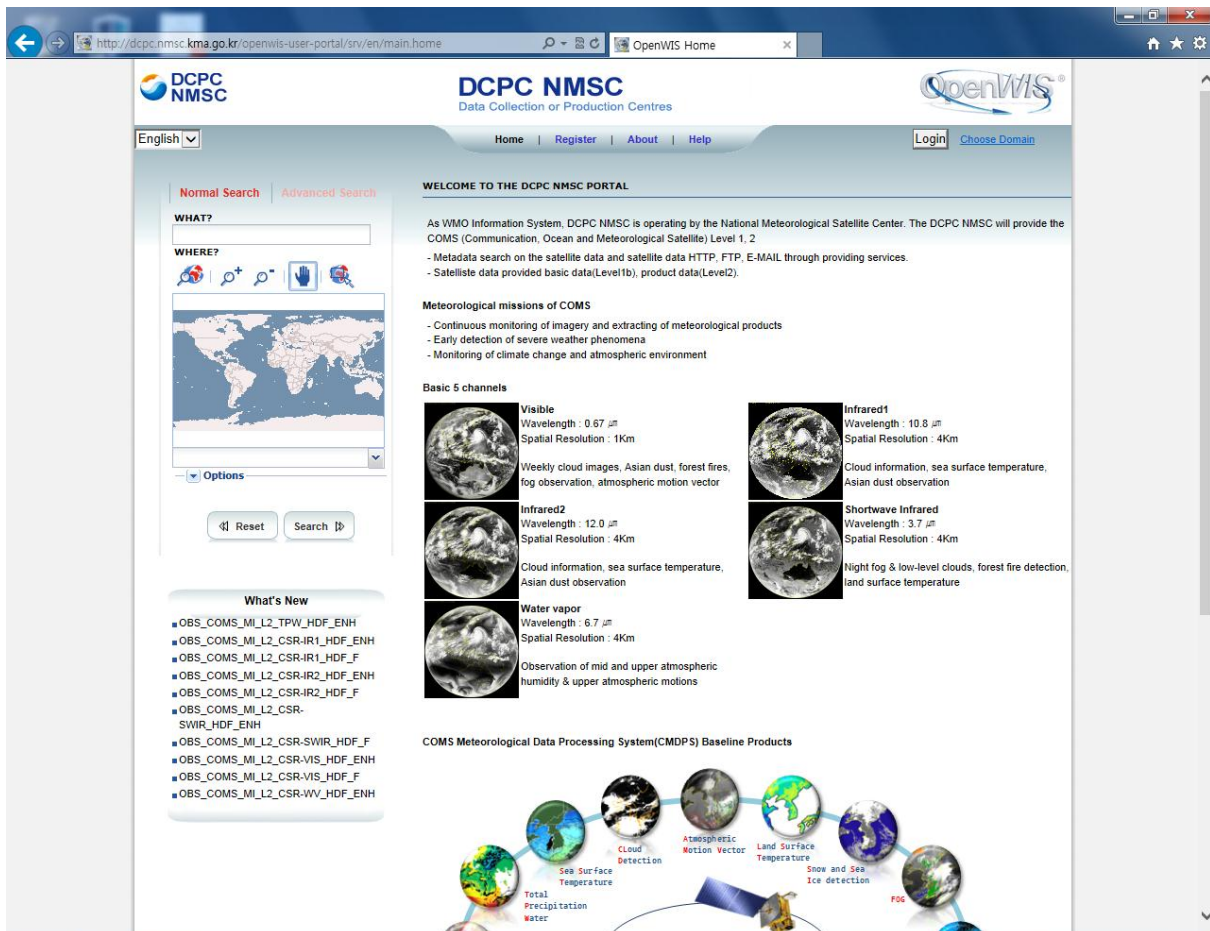 http://dcpc.nmsc.kma.go.kr/openwis-user-portal/srv/en/main.home
OpenWIS Home
DCPC
NMSC
DCPC NMSC
Data Collection or Production Centres
OpenWIS®
English
Home | Register | About | Help
Login
Choose Domain
Normal Search
Advanced Search
WHAT?
WHERE?
Options
Reset
Search
What's New
OBS_COMS_MI_L2_TPW_HDF_ENH
OBS_COMS_MI_L2_CSR-IR1_HDF_ENH
OBS_COMS_MI_L2_CSR-IR1_HDF_F
OBS_COMS_MI_L2_CSR-IR2_HDF_ENH
OBS_COMS_MI_L2_CSR-IR2_HDF_F
OBS_COMS_MI_L2_CSR-
SWIR_HDF_ENH
OBS_COMS_MI_L2_CSR-SWIR_HDF_F
OBS_COMS_MI_L2_CSR-VIS_HDF_ENH
OBS_COMS_MI_L2_CSR-VIS_HDF_F
OBS_COMS_MI_L2_CSR-WV_HDF_ENH
WELCOME TO THE DCPC NMSC PORTAL
As WMO Information System, DCPC NMSC is operating by the National Meteorological Satellite Center. The DCPC NMSC will provide the
COMS (Communication, Ocean and Meteorological Satellite) Level 1, 2
- Metadata search on the satellite data and satellite data HTTP, FTP, E-MAIL through providing services.
- Satelliste data provided basic data(Level1b), product data(Level2).
Meteorological missions of COMS
- Continuous monitoring of imagery and extracting of meteorological products
- Early detection of severe weather phenomena
- Monitoring of climate change and atmospheric environment
Basic 5 channels
Visible
Wavelength : 0.67 ㎛
Spatial Resolution : 1Km
Weekly cloud images, Asian dust, forest fires,
fog observation, atmospheric motion vector
Infrared1
Wavelength : 10.8 ㎛
Spatial Resolution : 4Km
Cloud information, sea surface temperature,
Asian dust observation
Infrared2
Wavelength : 12.0 ㎛
Spatial Resolution : 4Km
Cloud information, sea surface temperature,
Asian dust observation
Shortwave Infrared
Wavelength : 3.7 ㎛
Spatial Resolution : 4Km
Night fog & low-level clouds, forest fire detection,
land surface temperature
Water vapor
Wavelength : 6.7 ㎛
Spatial Resolution : 4Km
Observation of mid and upper atmospheric
humidity & upper atmospheric motions
COMS Meteorological Data Processing System(CMDPS) Baseline Products
Total
Precipitation
Water
Sea Surface
Temperature
CLoud
Detection
Atmospheric
Motion Vector
Land Surface
Temperature
Snow and Sea
Ice detection
FOG